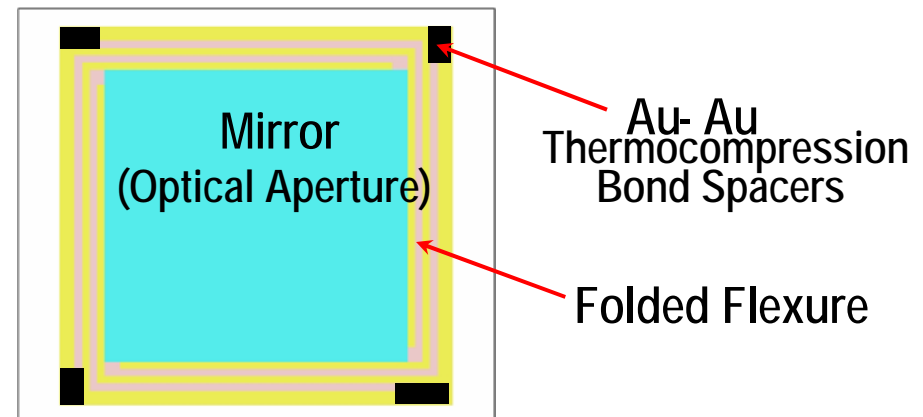 Mirror
(Optical Aperture)
Au- Au
Thermocompression
Bond Spacers
Folded Flexure